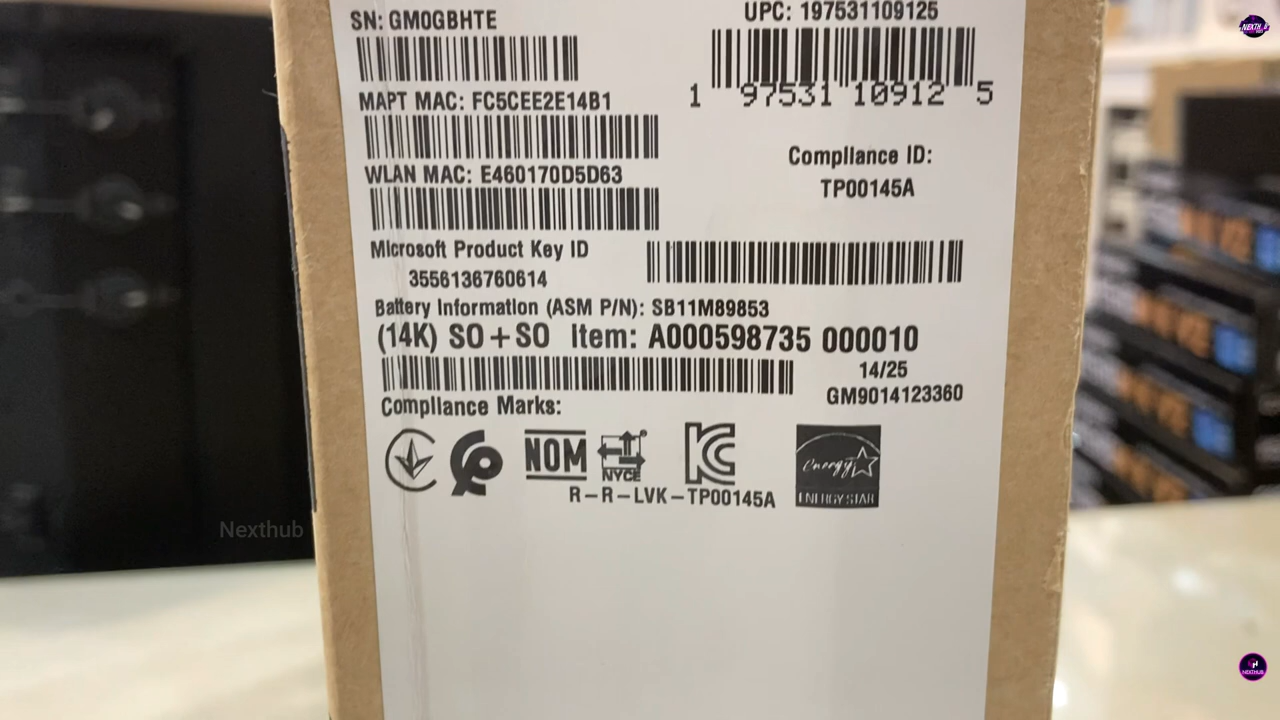 SN: GM0GBHTE
UPC: 197531109125
1 97531 10912 5
MAPT MAC: FC5CEE2E14B1
WLAN MAC: E460170D5D63
Compliance ID:
TP00145A
Microsoft Product Key ID
3556136760614
Battery Information (ASM P/N): SB11M89853
(14K) SO+SO Item: A000598735 000010
14/25
GM9014123360
Compliance Marks:
NOM
NYCE
energy
ENERGY STAR
R-R-LVK-TP00145A
Nexthub
NEXTHUB